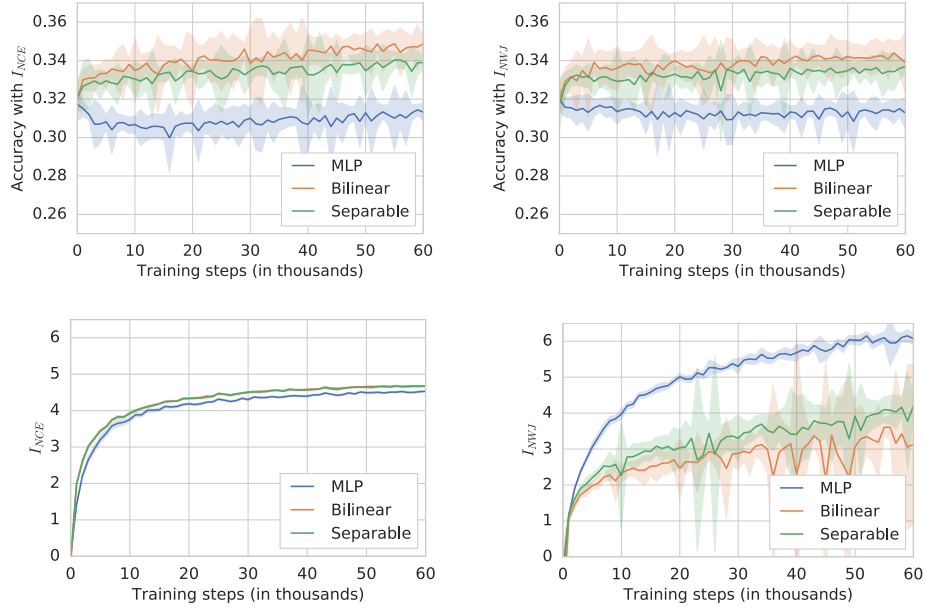 Accuracy with I_NCE
0.36
0.34
0.32
0.30
0.28
0.26
MLP
Bilinear
Separable
0 10 20 30 40 50 60
Training steps (in thousands)
Accuracy with I_NWJ
0.36
0.34
0.32
0.30
0.28
0.26
MLP
Bilinear
Separable
0 10 20 30 40 50 60
Training steps (in thousands)
I_NCE
6
5
4
3
2
1
0
MLP
Bilinear
Separable
0 10 20 30 40 50 60
Training steps (in thousands)
I_NWJ
6
5
4
3
2
1
0
MLP
Bilinear
Separable
0 10 20 30 40 50 60
Training steps (in thousands)